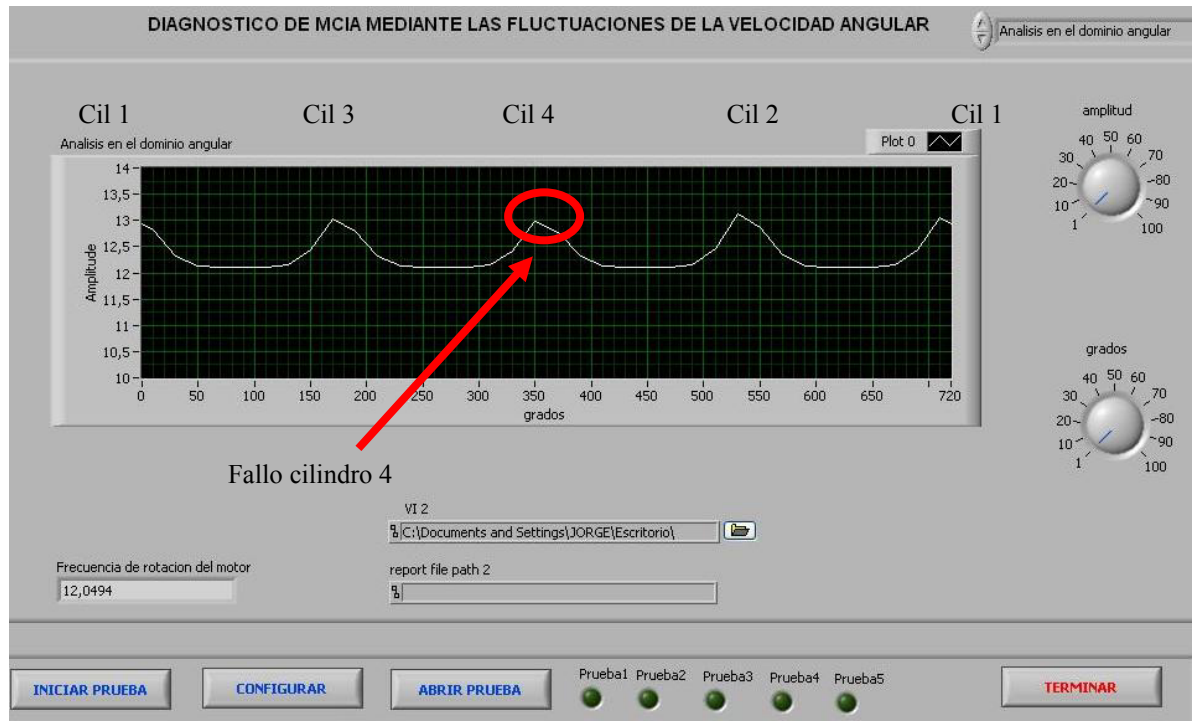 DIAGNOSTICO DE MCIA MEDIANTE LAS FLUCTUACIONES DE LA VELOCIDAD ANGULAR
Analisis en el dominio angular
Cil 1 Cil 3 Cil 4 Cil 2 Cil 1
Analisis en el dominio angular
Plot 0
Amplitude
14
13,5
13
12,5
12
11,5
11
10,5
10
0 50 100 150 200 250 300 350 400 450 500 550 600 650 720
grados
amplitud
1 10 20 30 40 50 60 70 80 90 100
grados
1 10 20 30 40 50 60 70 80 90 100
Fallo cilindro 4
VI 2
C:\Documents and Settings\JORGE\Escritorio\
Frecuencia de rotacion del motor
12,0494
report file path 2
INICIAR PRUEBA
CONFIGURAR
ABRIR PRUEBA
Prueba1 Prueba2 Prueba3 Prueba4 Prueba5
TERMINAR